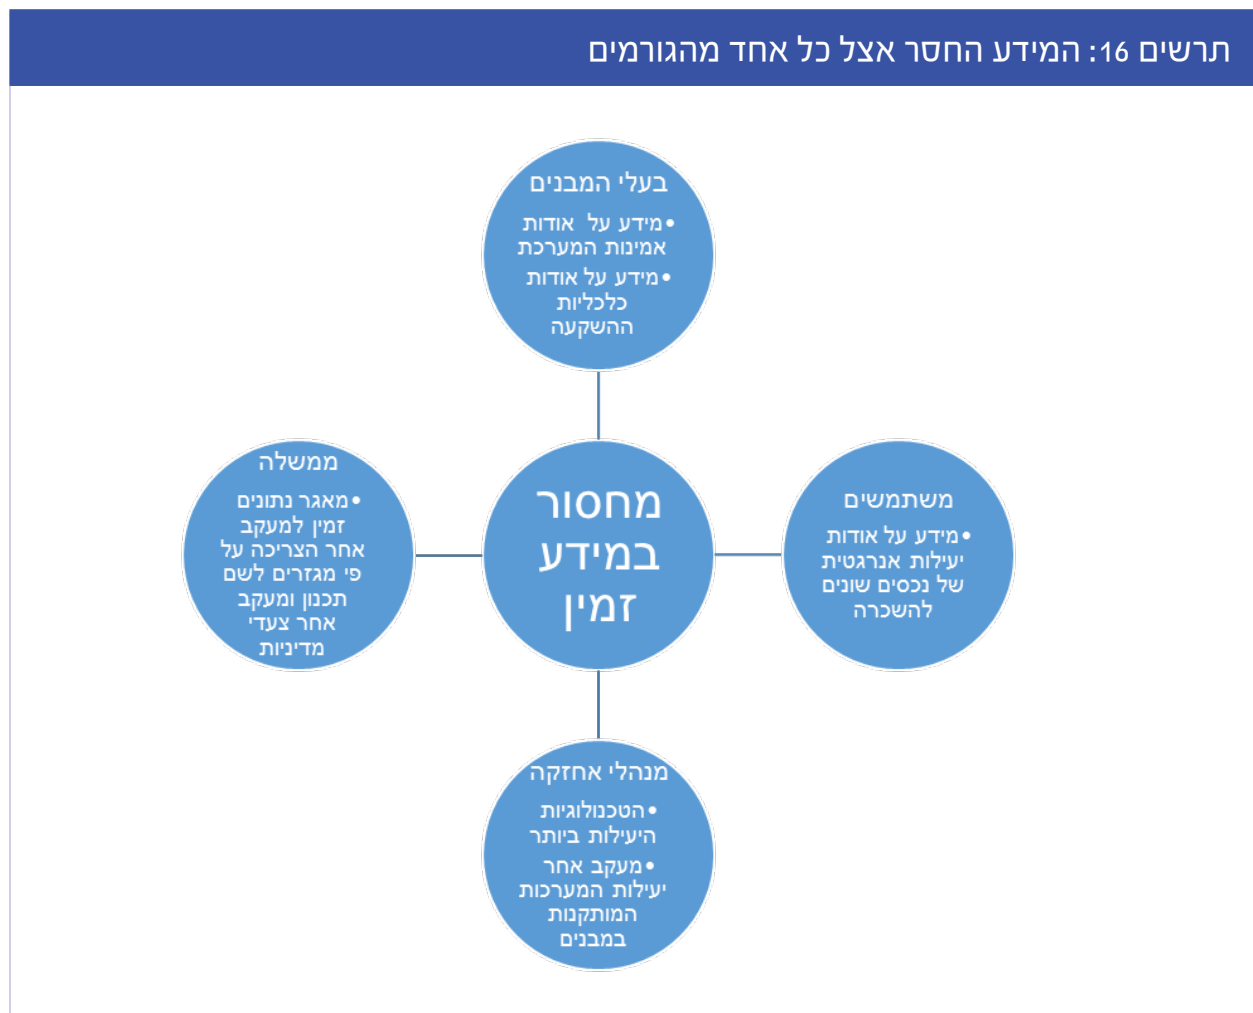 תרשים 16: המידע החסר אצל כל אחד מהגורמים
בעלי המבנים
•מידע על אודות
אמינות המערכת
•מידע על אודות
כלכליות
ההשקעה
משתמשים
•מידע על אודות
יעילות אנרגטית
של נכסים שונים
להשכרה
מחסור
במידע
זמין
ממשלה
•מאגר נתונים
זמין למעקב
אחר הצריכה על
פי מגזרים לשם
תכנון ומעקב
אחר צעדי
מדיניות
מנהלי אחזקה
•הטכנולוגיות
היעילות ביותר
•מעקב אחר
יעילות המערכות
המותקנות
במבנים